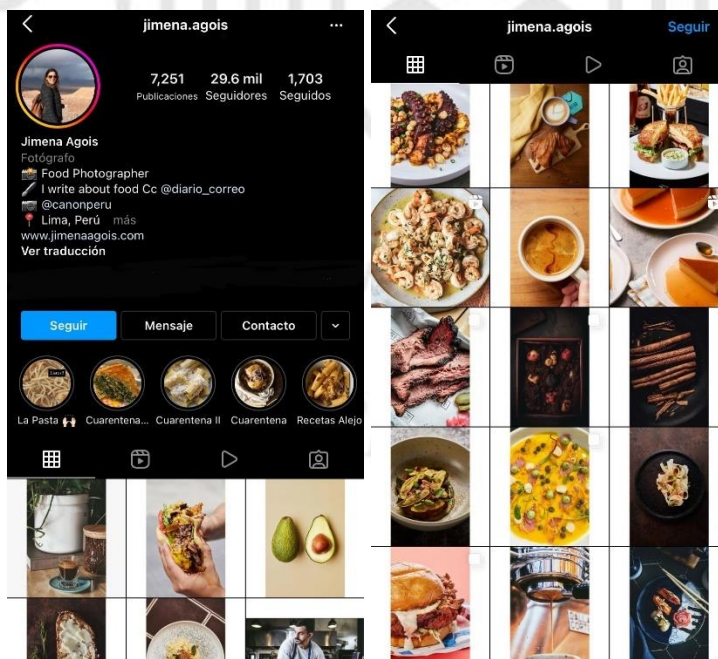 jimena.agois
7,251 29.6 mil 1,703
Publicaciones Seguidores Seguidos
Jimena Agois
Fotógrafo
📸 Food Photographer
🖊 I write about food Cc @diario_correo
📷 @canonperu
📍 Lima, Perú más
www.jimenaagois.com
Ver traducción
Seguir Mensaje Contacto
La Pasta 🙌 Cuarentena... Cuarentena II Cuarentena Recetas Alejo
jimena.agois Seguir